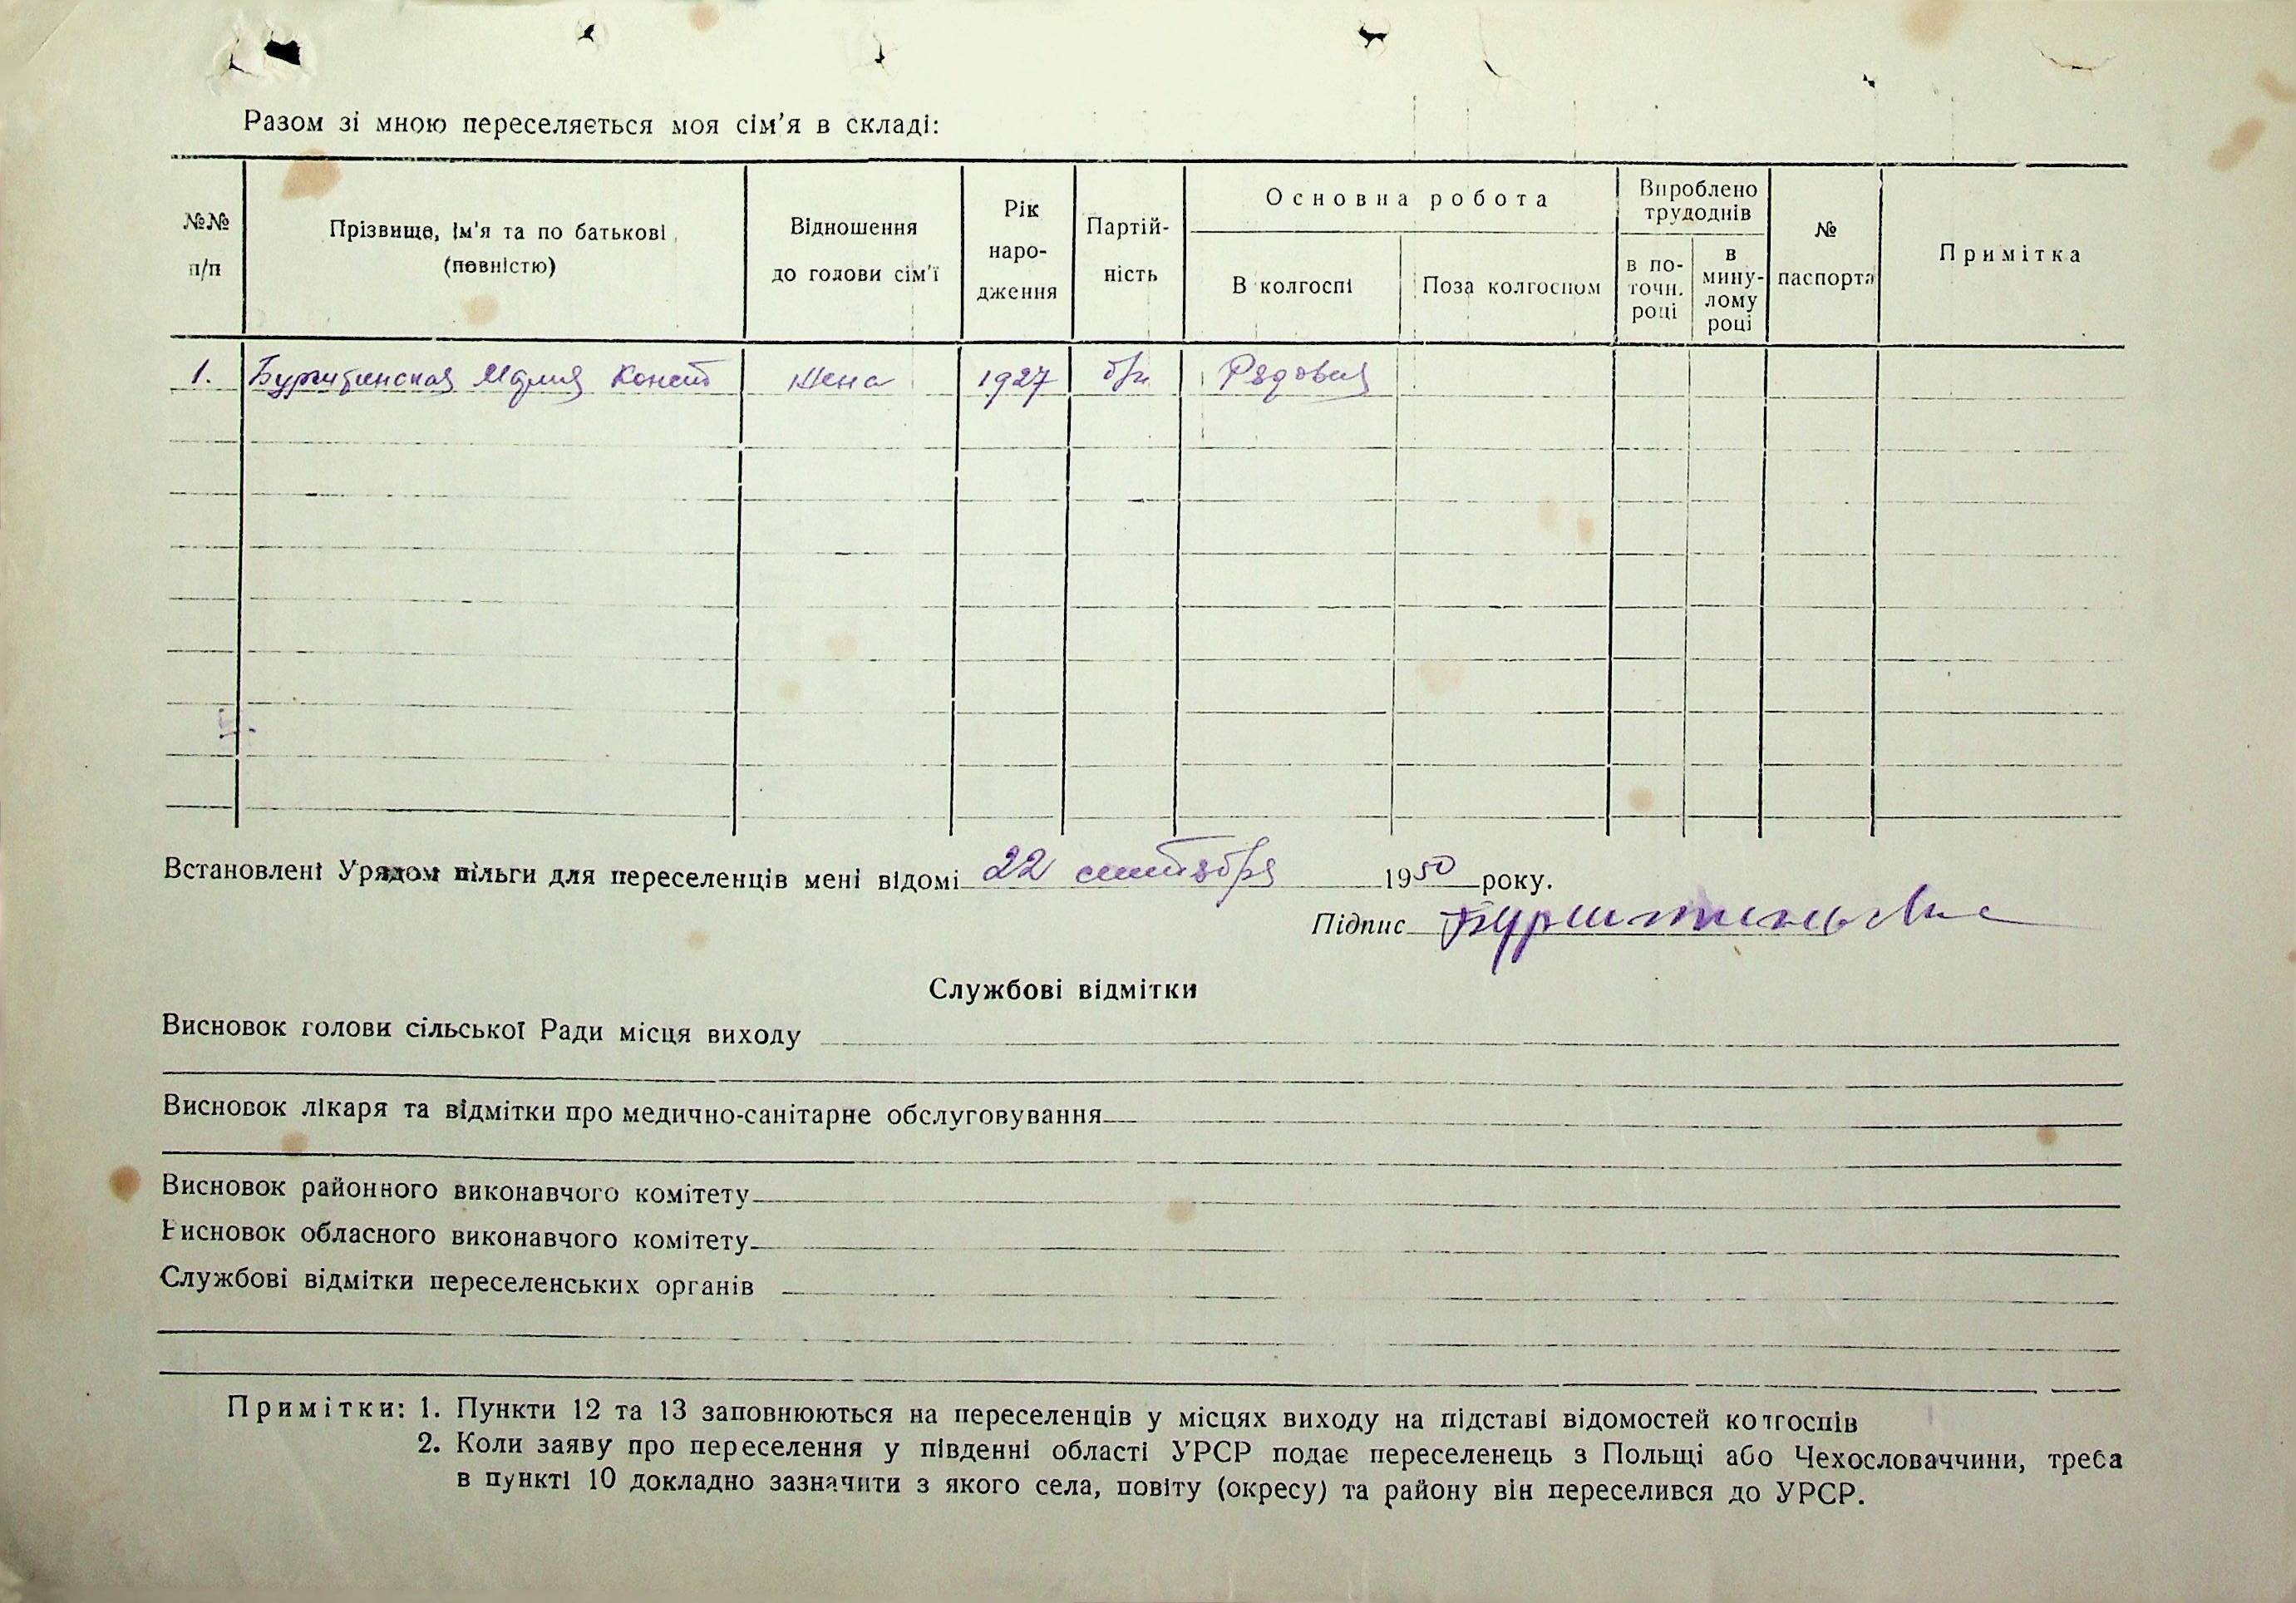 Разом зі мною переселяється моя сім'я в складі:
№№ п/п
Прізвище, ім'я та по батькові (повністю)
Відношення до голови сім'ї
Рік народження
Партійність
Основна робота
В колгоспі
Поза колгоспом
Вироблено трудоднів
в поточн. році
в минулому році
№ паспорта
Примітка
1. Мария Конст Жена 1927 б/п Рядовая
Встановлені Урядом пільги для переселенців мені відомі 22 сентября 1950 року.
Підпис
Службові відмітки
Висновок голови сільської Ради місця виходу
Висновок лікаря та відмітки про медично-санітарне обслуговування
Висновок районного виконавчого комітету
Висновок обласного виконавчого комітету
Службові відмітки переселенських органів
Примітки: 1. Пункти 12 та 13 заповнюються на переселенців у місцях виходу на підставі відомостей колгоспів
2. Коли заяву про переселення у південні області УРСР подає переселенець з Польщі або Чехословаччини, треба
в пункті 10 докладно зазначити з якого села, повіту (окресу) та району він переселився до УРСР.